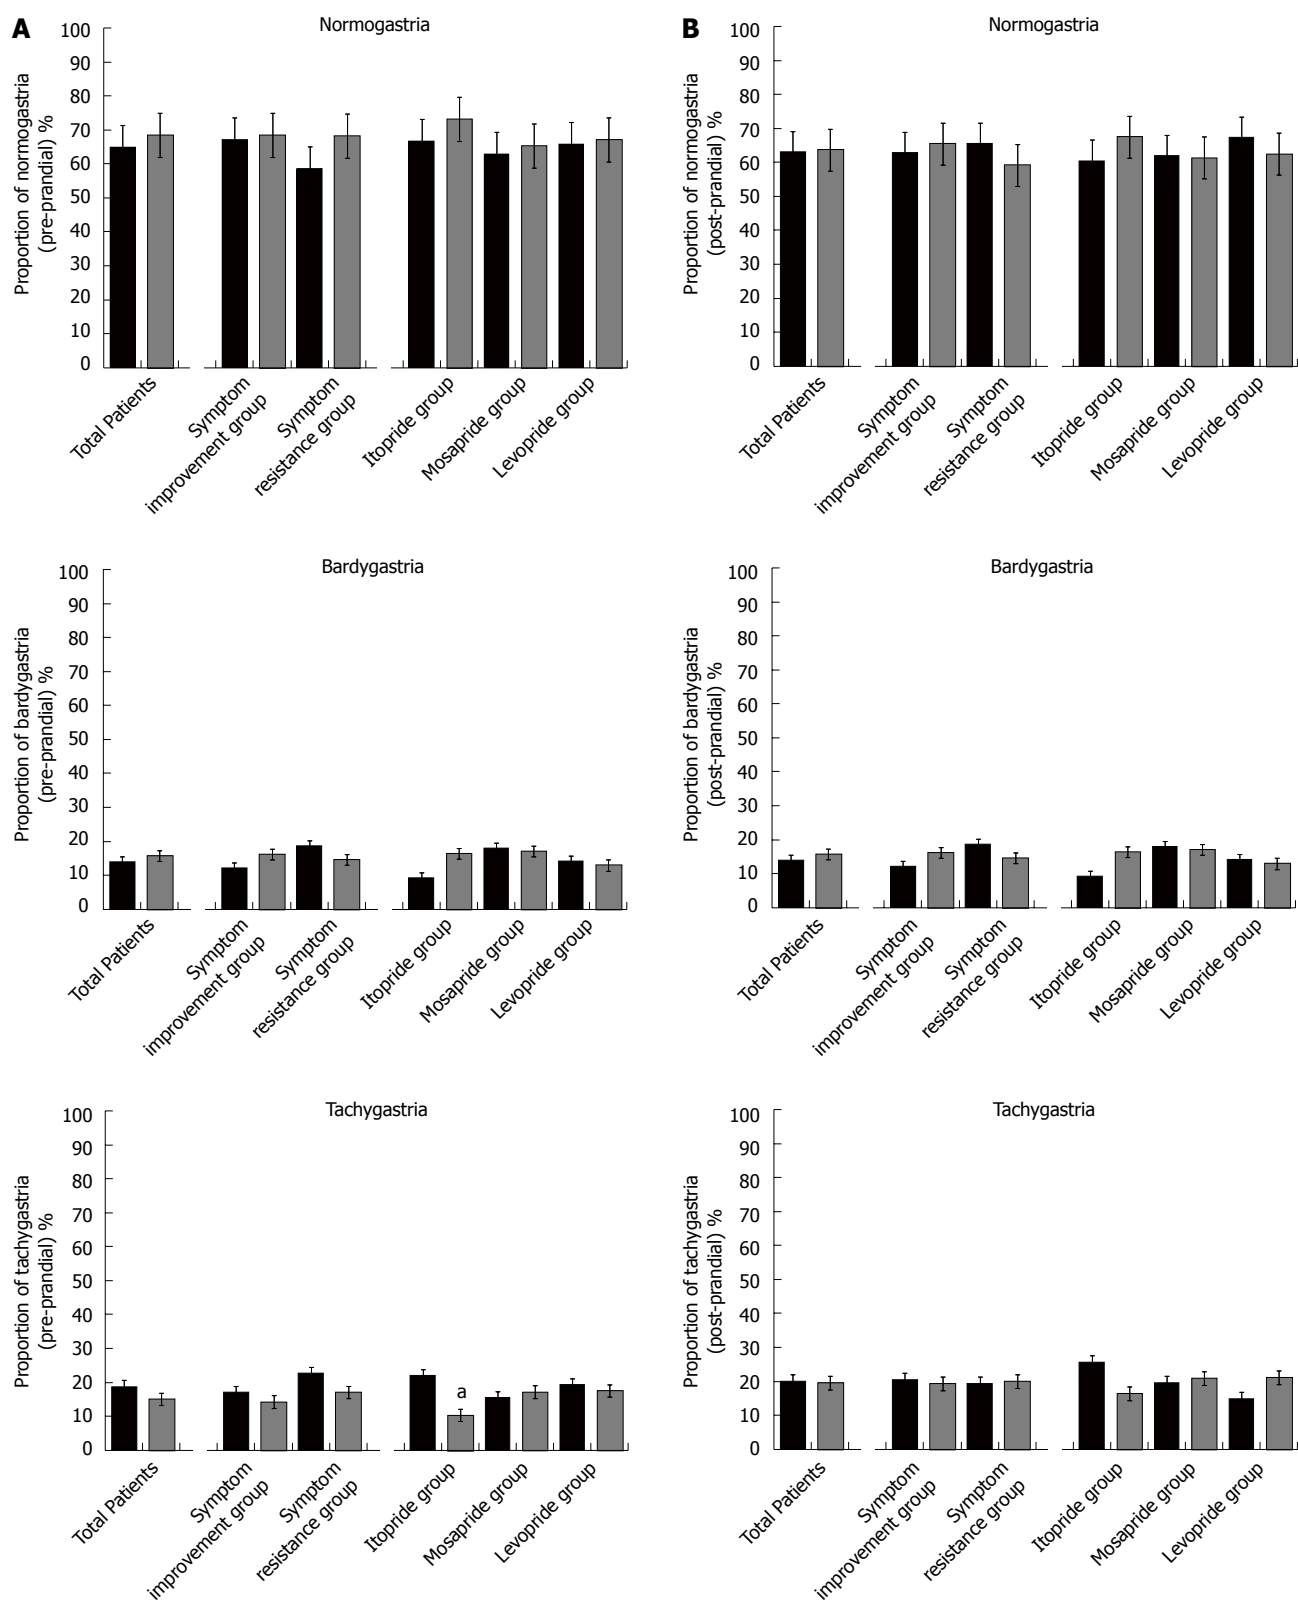 A
Normogastria
Proportion of normogastria
(pre-prandial) %
100
90
80
70
60
50
40
30
20
10
0
Total Patients
Symptom
improvement group
Symptom
resistance group
Itopride group
Mosapride group
Levopride group
B
Normogastria
Proportion of normogastria
(post-prandial) %
100
90
80
70
60
50
40
30
20
10
0
Total Patients
Symptom
improvement group
Symptom
resistance group
Itopride group
Mosapride group
Levopride group
Bardygastria
Proportion of bardygastria
(pre-prandial) %
100
90
80
70
60
50
40
30
20
10
0
Total Patients
Symptom
improvement group
Symptom
resistance group
Itopride group
Mosapride group
Levopride group
Bardygastria
Proportion of bardygastria
(post-prandial) %
100
90
80
70
60
50
40
30
20
10
0
Total Patients
Symptom
improvement group
Symptom
resistance group
Itopride group
Mosapride group
Levopride group
Tachygastria
Proportion of tachygastria
(pre-prandial) %
100
90
80
70
60
50
40
30
20
10
0
a
Total Patients
Symptom
improvement group
Symptom
resistance group
Itopride group
Mosapride group
Levopride group
Tachygastria
Proportion of tachygastria
(post-prandial) %
100
90
80
70
60
50
40
30
20
10
0
Total Patients
Symptom
improvement group
Symptom
resistance group
Itopride group
Mosapride group
Levopride group